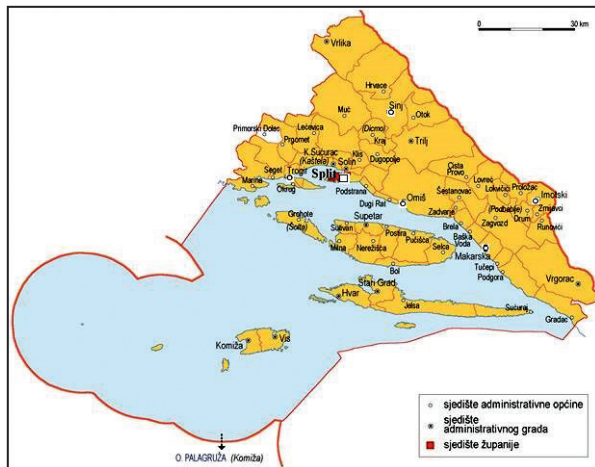 Vrlika
0
30 km
Hrvace
Sinj
Otok
Muć
Primorski Dolec
Lećevica
Prgomet
(Dicmo)
Kraj
Trilj
K.Sućurac
(Kaštela)
Solin
Klis
Dugopolje
Seget
Trogir
Split
Marina
Okrug
Podstrana
Dugi Rat
Omiš
Cista
Provo
Šestanovac
Lovreć
Lokvičići
Proložac
Imotski
Zadvarje
(Podbablje)
Zmijavci
Zagvozd
Drum
Runovići
Grohote
(Šolta)
Sutivan
Supetar
Postira
Pučišća
Brela
Baška
Voda
Milna
Nerežišća
Selca
Makarska
Bol
Tučepi
Podgora
Vrgorac
Stari Grad
Hvar
Jelsa
Sućuraj
Gradac
Komiža
Vis
sjedište administrativne općine
sjedište
administrativnog grada
sjedište županije
O. PALAGRUŽA (Komiža)